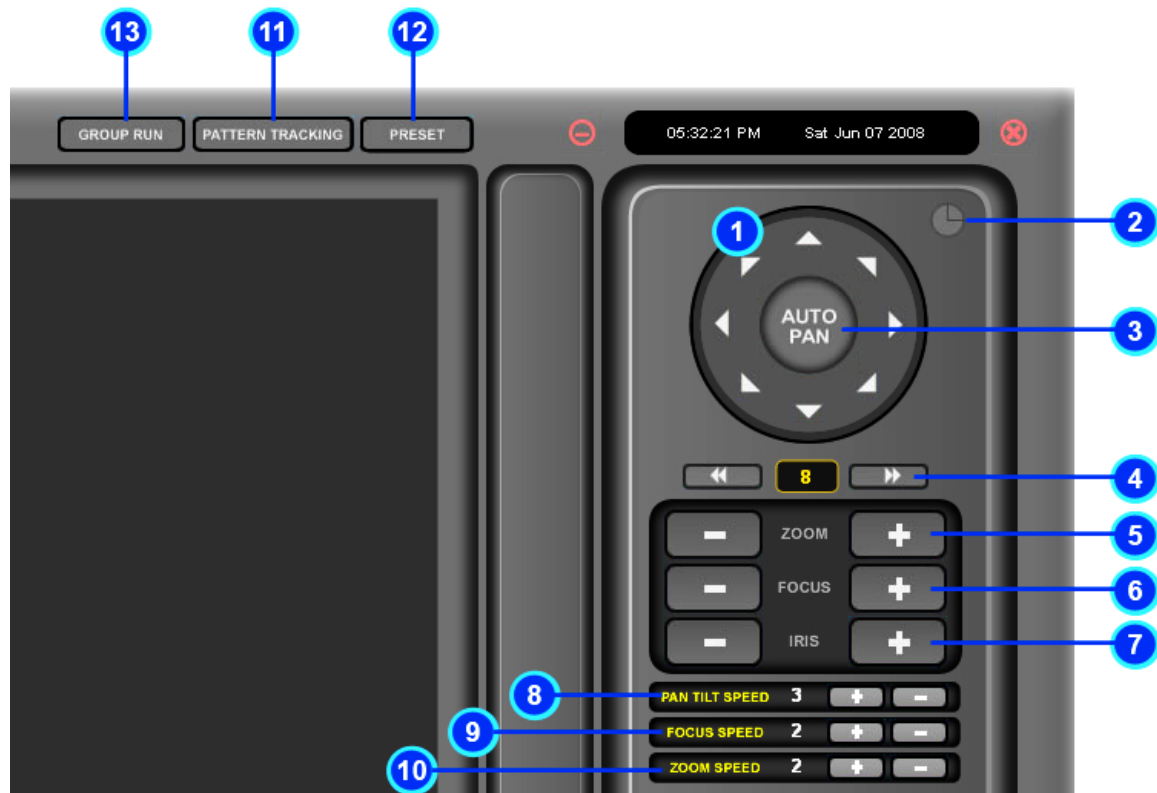 13 11 12
GROUP RUN PATTERN TRACKING PRESET 05:32:21 PM Sat Jun 07 2008
1 2
AUTO
PAN 3
8 4
ZOOM 5
FOCUS 6
IRIS 7
8 PAN TILT SPEED 3
9 FOCUS SPEED 2
10 ZOOM SPEED 2